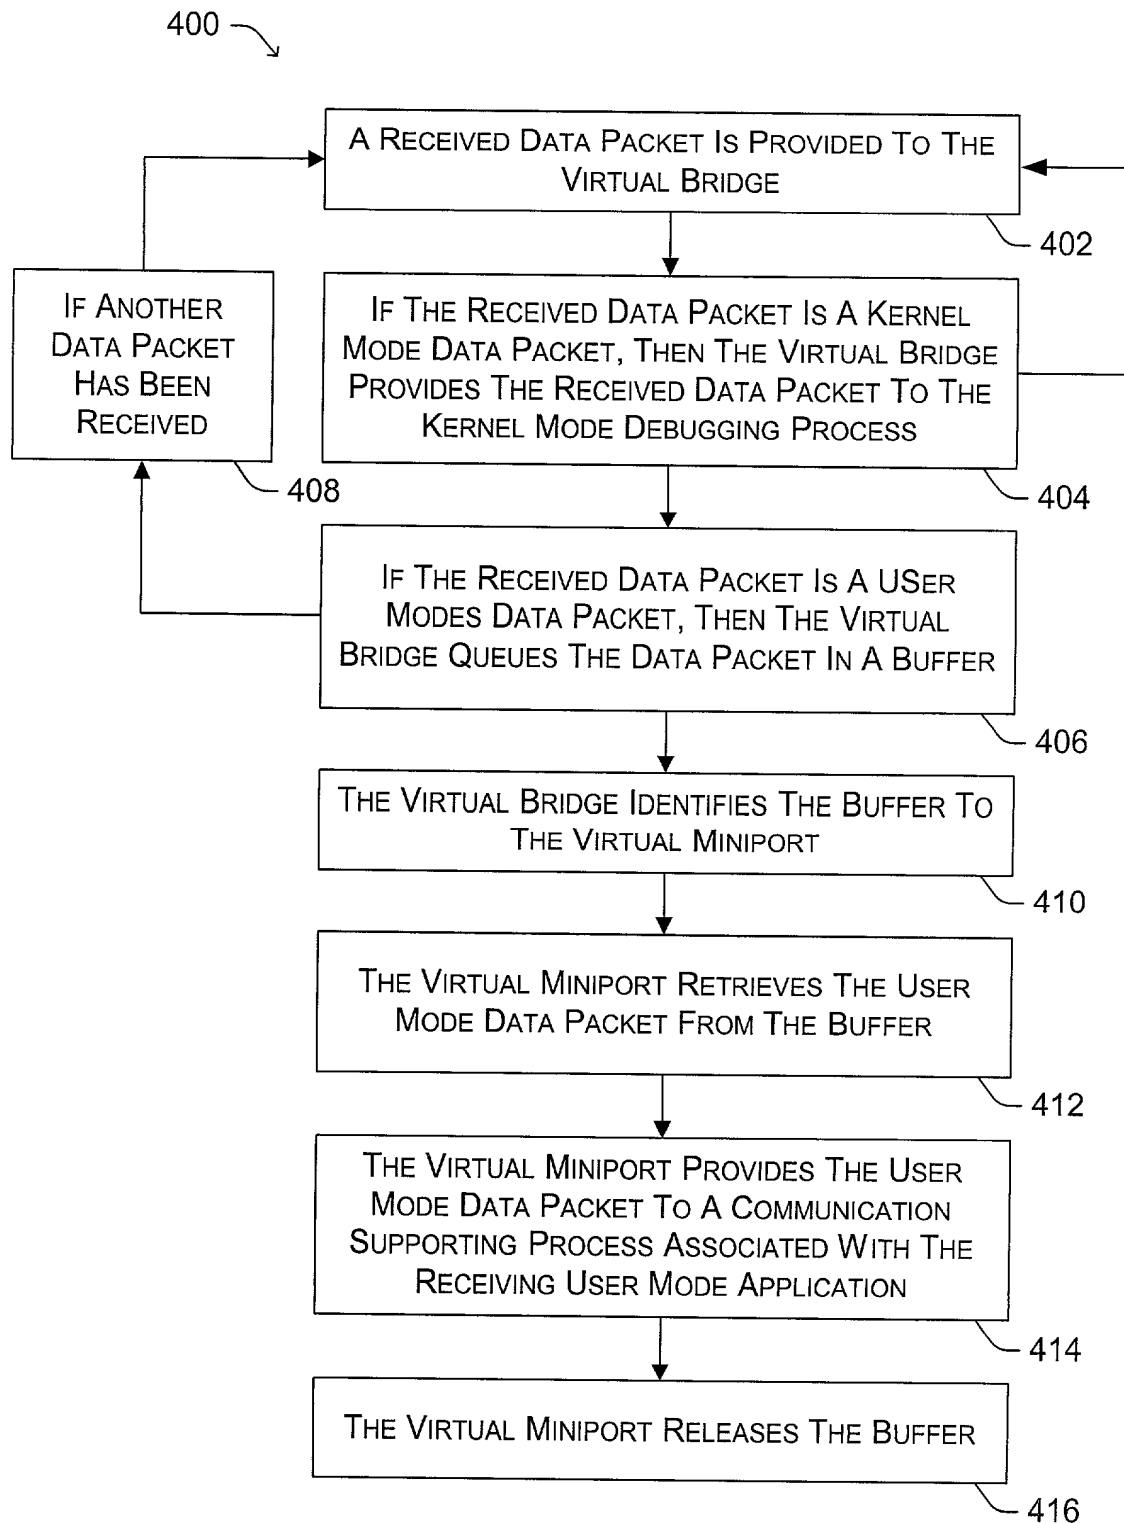 400
A RECEIVED DATA PACKET IS PROVIDED TO THE
VIRTUAL BRIDGE
402
IF ANOTHER
DATA PACKET
HAS BEEN
RECEIVED
408
IF THE RECEIVED DATA PACKET IS A KERNEL
MODE DATA PACKET, THEN THE VIRTUAL BRIDGE
PROVIDES THE RECEIVED DATA PACKET TO THE
KERNEL MODE DEBUGGING PROCESS
404
IF THE RECEIVED DATA PACKET IS A USER
MODES DATA PACKET, THEN THE VIRTUAL
BRIDGE QUEUES THE DATA PACKET IN A BUFFER
406
THE VIRTUAL BRIDGE IDENTIFIES THE BUFFER TO
THE VIRTUAL MINIPORT
410
THE VIRTUAL MINIPORT RETRIEVES THE USER
MODE DATA PACKET FROM THE BUFFER
412
THE VIRTUAL MINIPORT PROVIDES THE USER
MODE DATA PACKET TO A COMMUNICATION
SUPPORTING PROCESS ASSOCIATED WITH THE
RECEIVING USER MODE APPLICATION
414
THE VIRTUAL MINIPORT RELEASES THE BUFFER
416